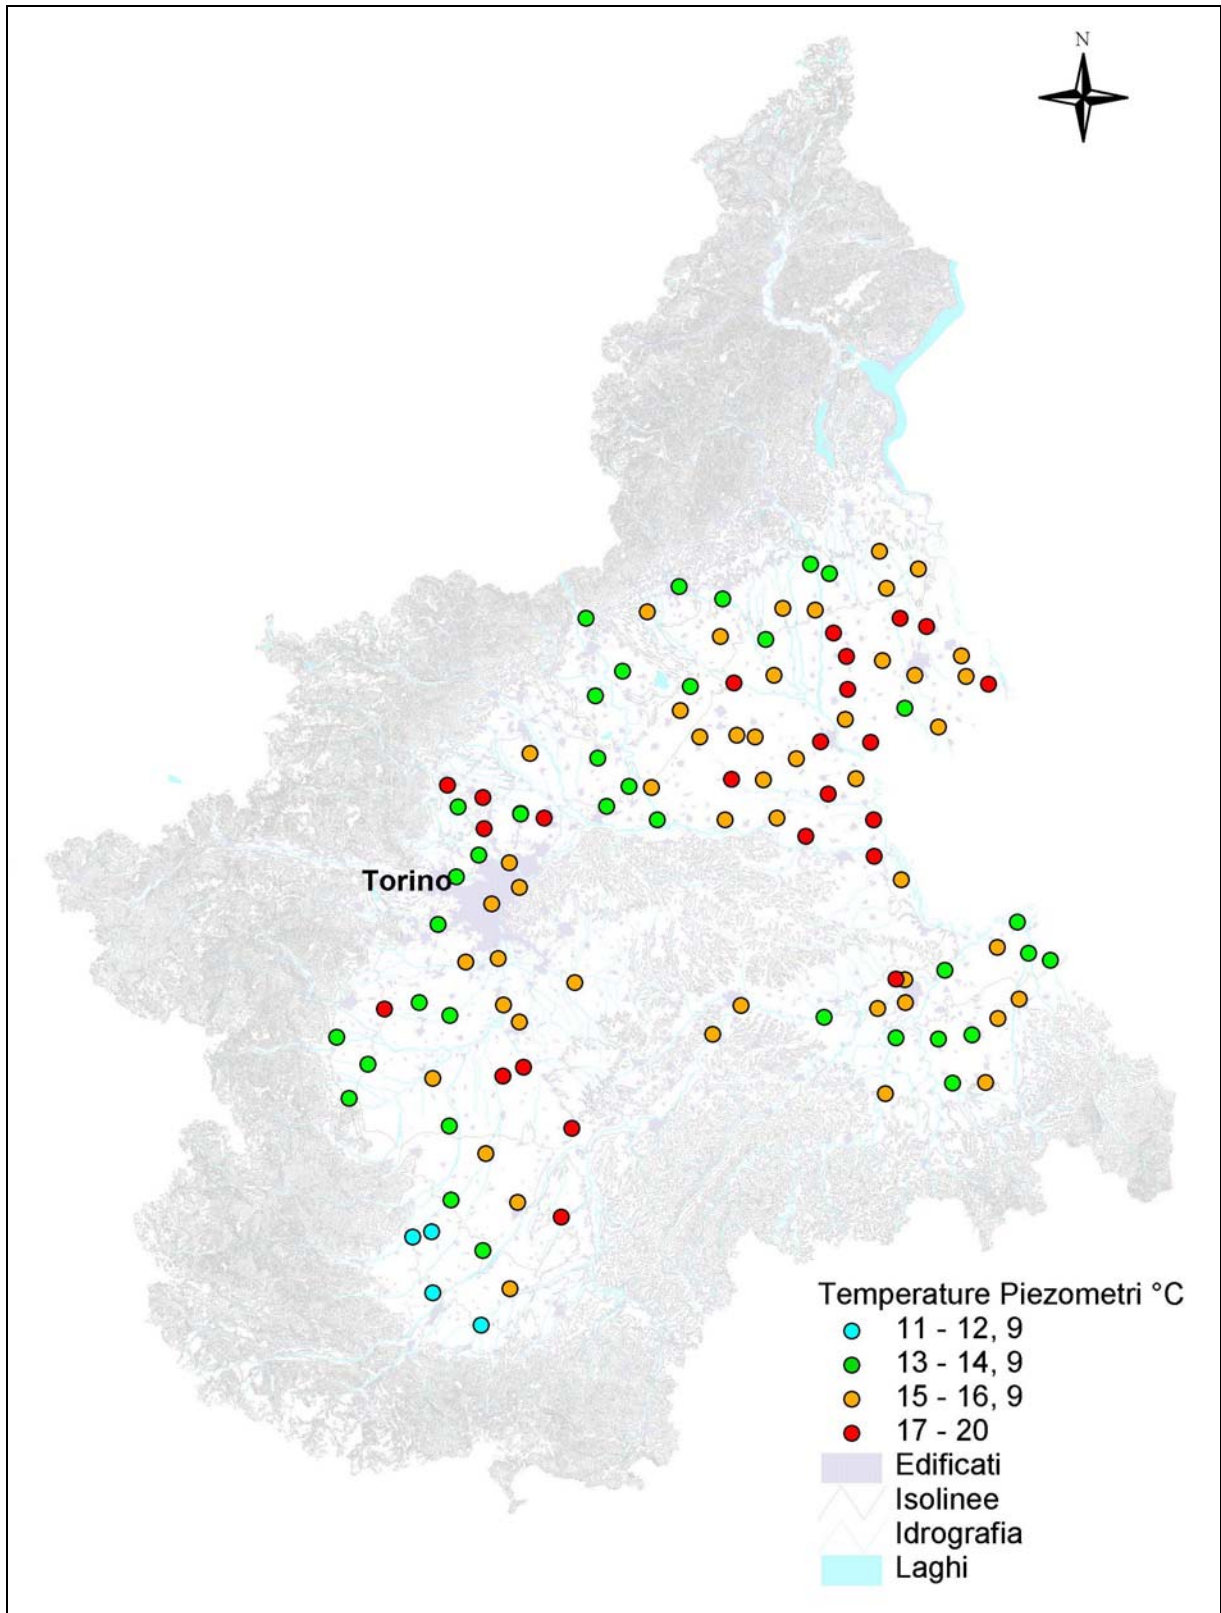 N
Torino
Temperature Piezometri °C
11 - 12, 9
13 - 14, 9
15 - 16, 9
17 - 20
Edificati
Isolinee
Idrografia
Laghi